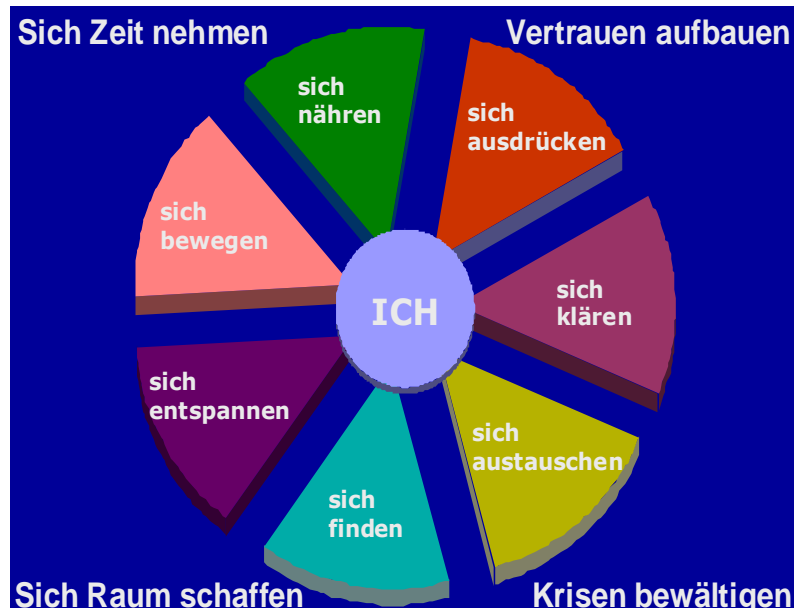 Sich Zeit nehmen
Vertrauen aufbauen
sich
nähren
sich
ausdrücken
sich
bewegen
ICH
sich
klären
sich
entspannen
sich
austauschen
sich
finden
Sich Raum schaffen
Krisen bewältigen